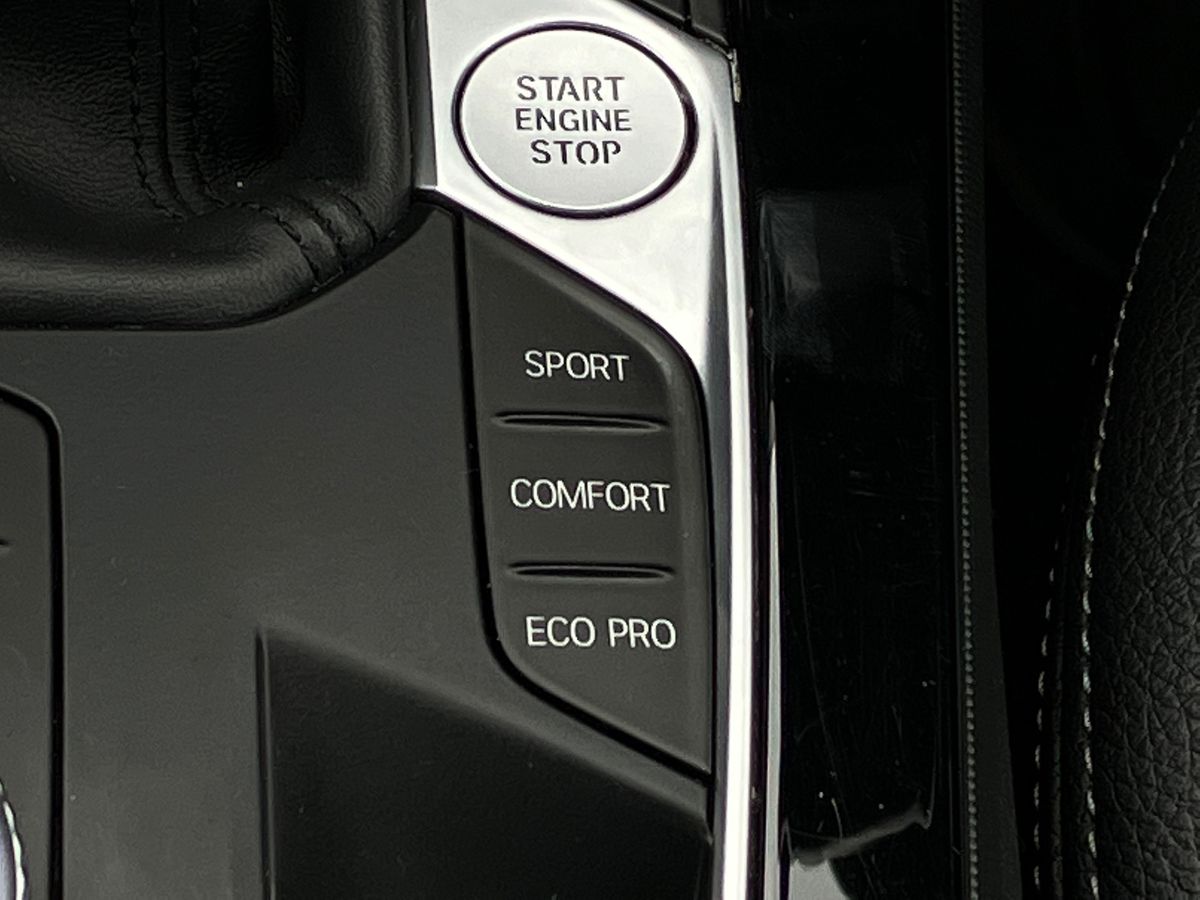 START
ENGINE
STOP
SPORT
COMFORT
ECO PRO